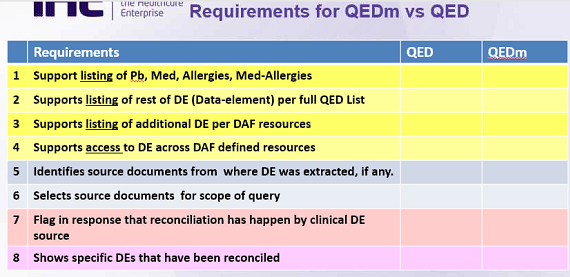 the Healthcare
Enterprise
Requirements for QEDm vs QED
Requirements QED QEDm
1 Support listing of Pb, Med, Allergies, Med-Allergies
2 Supports listing of rest of DE (Data-element) per full QED List
3 Supports listing of additional DE per DAF resources
4 Supports access to DE across DAF defined resources
5 Identifies source documents from where DE was extracted, if any.
6 Selects source documents for scope of query
7 Flag in response that reconciliation has happen by clinical DE
source
8 Shows specific DEs that have been reconciled